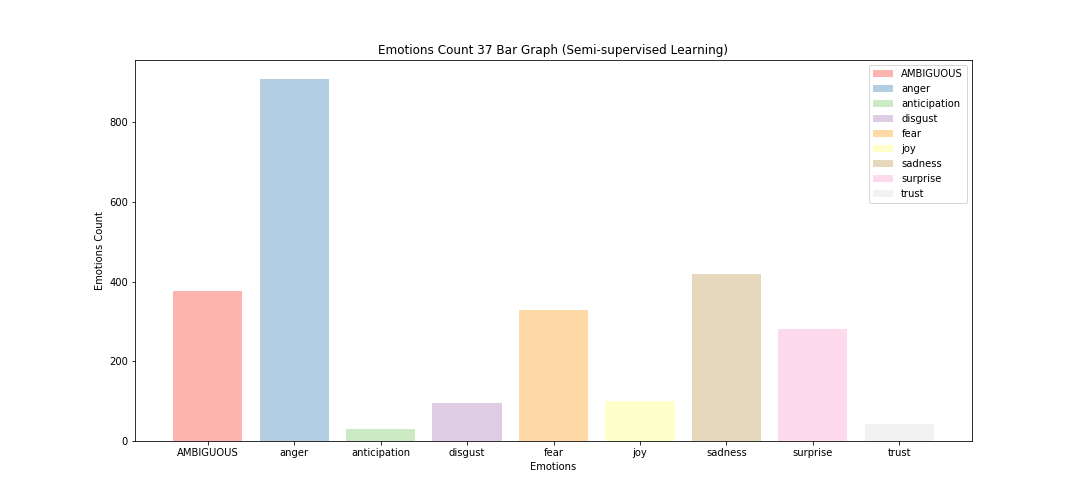 Emotions Count 37 Bar Graph (Semi-supervised Learning)
AMBIGUOUS
anger
anticipation
disgust
fear
joy
sadness
surprise
trust
Emotions Count
800
600
400
200
0
AMBIGUOUS anger anticipation disgust fear joy sadness surprise trust
Emotions